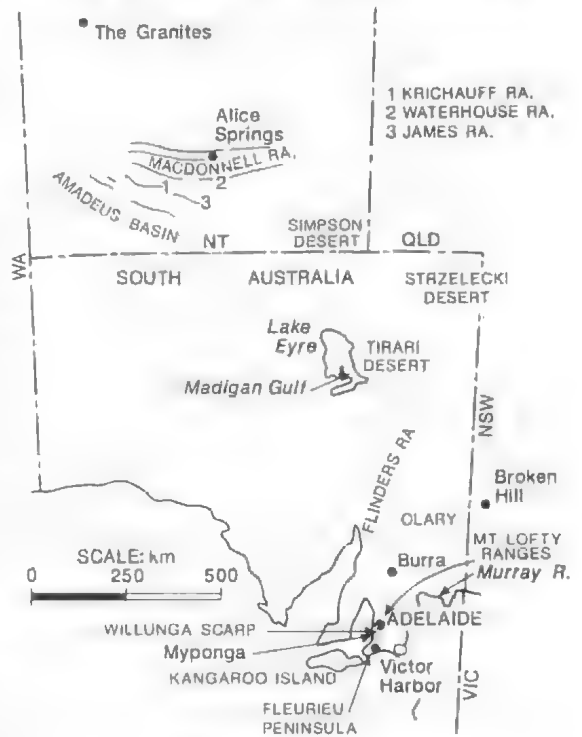 The Granites
1 KRICHAUFF RA.
2 WATERHOUSE RA.
3 JAMES RA.
Alice
Springs
MACDONNELL RA.
1
2
3
AMADEUS BASIN
SIMPSON
DESERT
NT
QLD
WA
SOUTH AUSTRALIA
STRZELECKI
DESERT
Lake
Eyre
TIRARI
DESERT
Madigan Gulf
NSW
FLINDERS RA
Broken
Hill
OLARY
MT LOFTY
RANGES
Murray R.
Burra
SCALE: km
0 250 500
ADELAIDE
WILLUNGA SCARP
Myponga
KANGAROO ISLAND
Victor
Harbor
VIC
FLEURIEU
PENINSULA